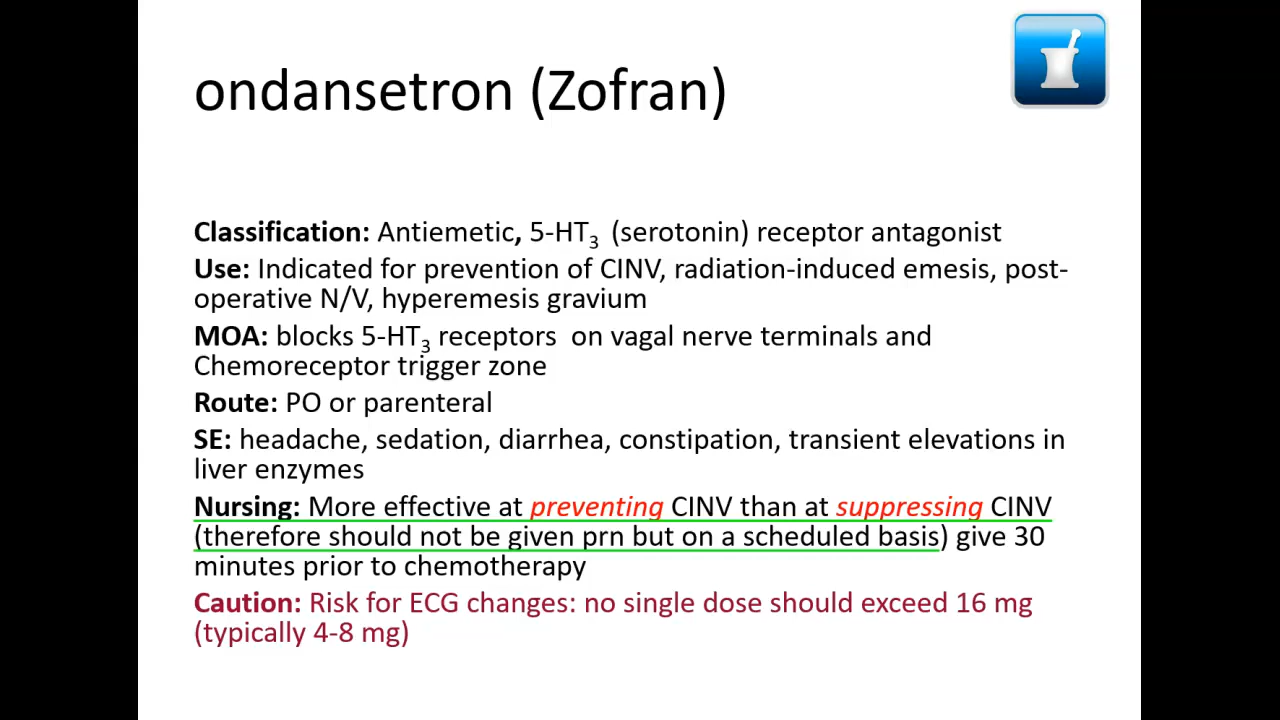 ondansetron (Zofran)
Classification: Antiemetic, 5-HT₃ (serotonin) receptor antagonist
Use: Indicated for prevention of CINV, radiation-induced emesis, post-
operative N/V, hyperemesis gravium
MOA: blocks 5-HT₃ receptors on vagal nerve terminals and
Chemoreceptor trigger zone
Route: PO or parenteral
SE: headache, sedation, diarrhea, constipation, transient elevations in
liver enzymes
Nursing: More effective at preventing CINV than at suppressing CINV
(therefore should not be given prn but on a scheduled basis) give 30
minutes prior to chemotherapy
Caution: Risk for ECG changes: no single dose should exceed 16 mg
(typically 4-8 mg)